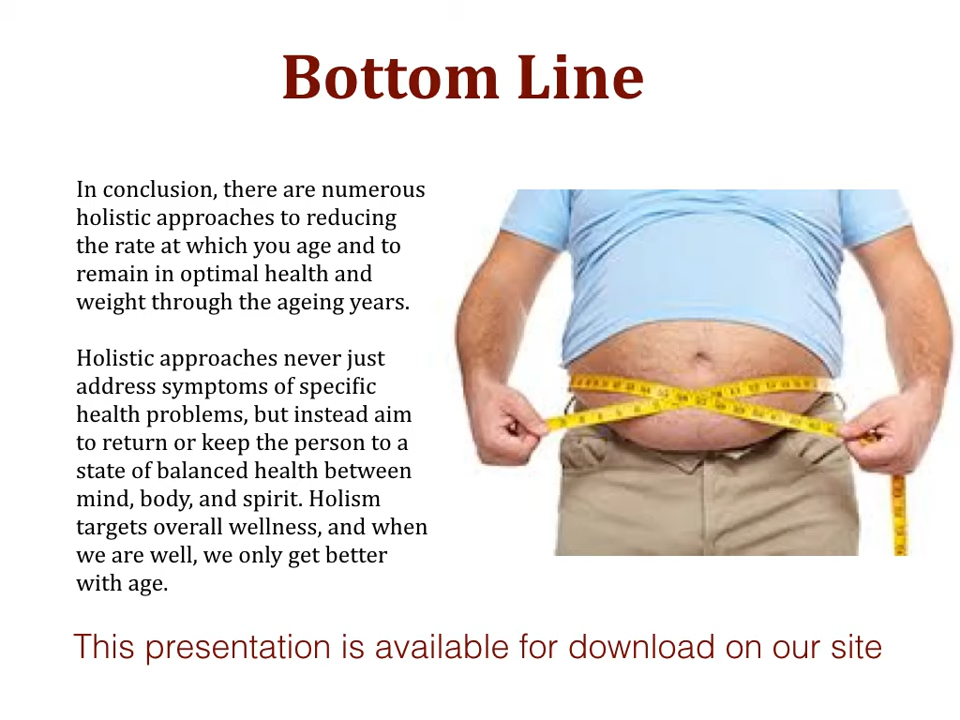 Bottom Line
In conclusion, there are numerous
holistic approaches to reducing
the rate at which you age and to
remain in optimal health and
weight through the ageing years.
Holistic approaches never just
address symptoms of specific
health problems, but instead aim
to return or keep the person to a
state of balanced health between
mind, body, and spirit. Holism
targets overall wellness, and when
we are well, we only get better
with age.
This presentation is available for download on our site